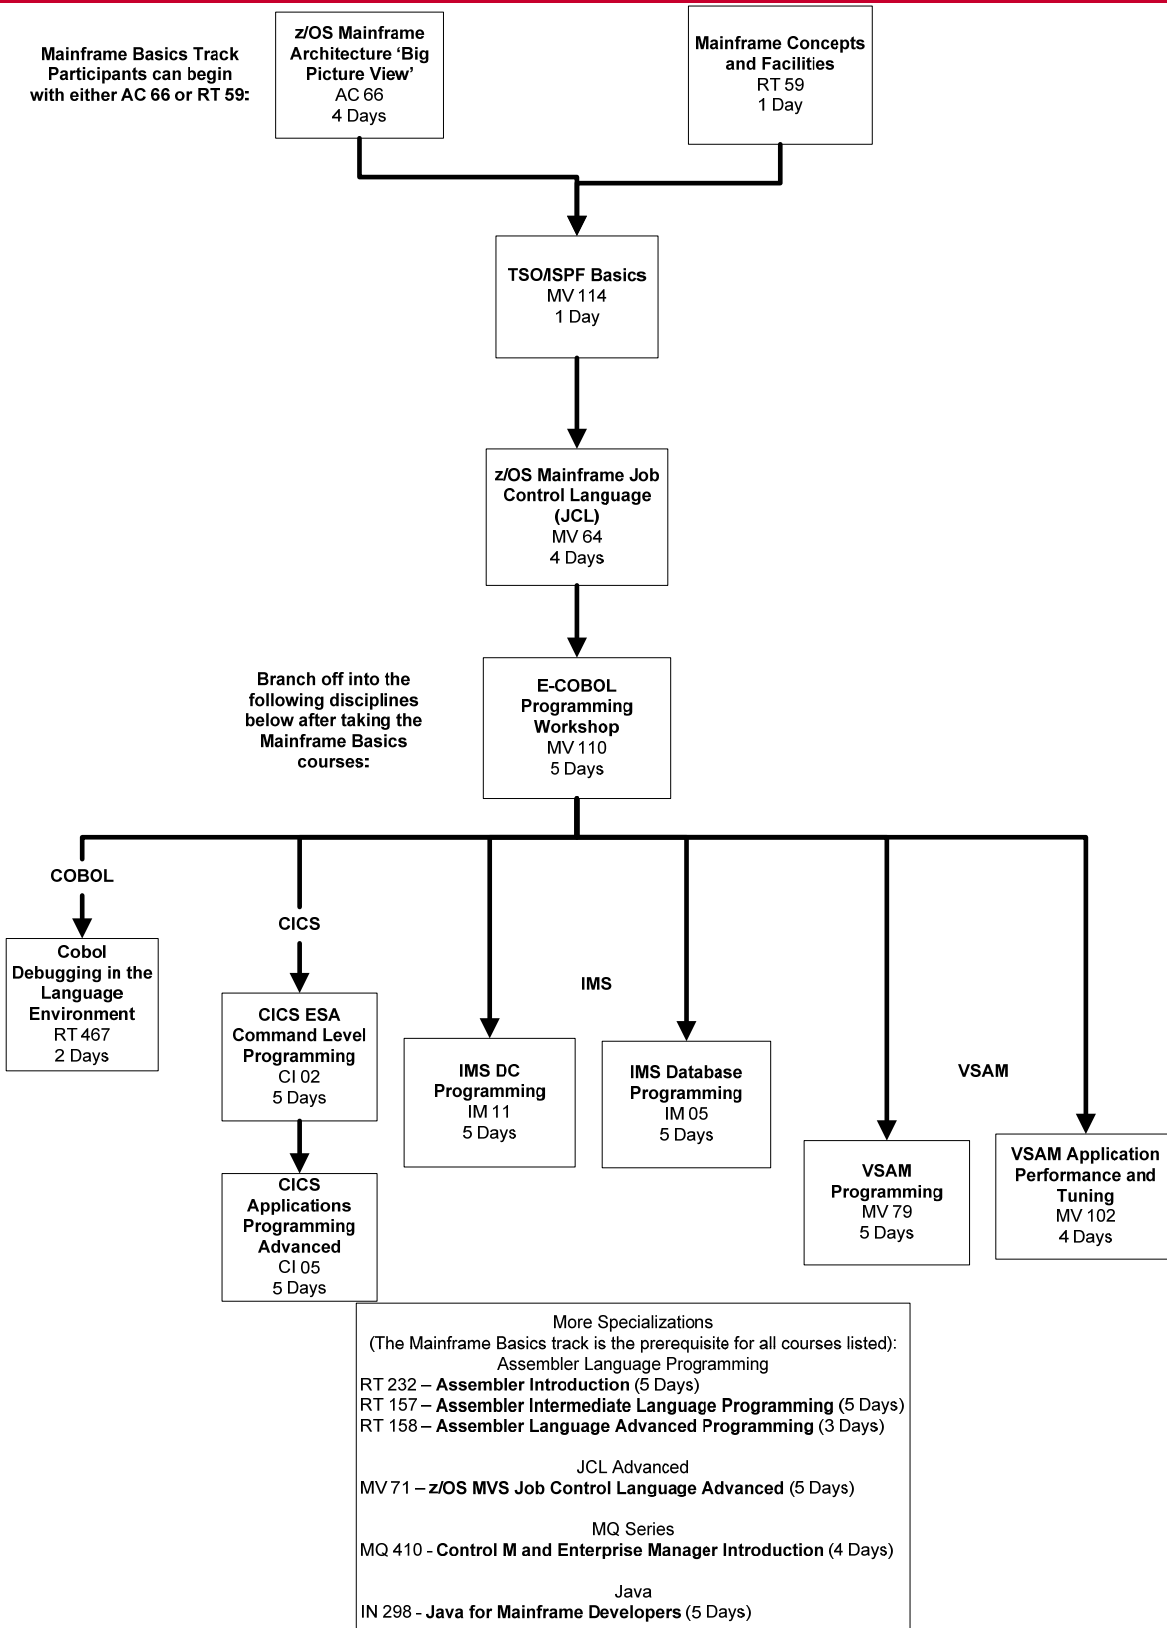 Mainframe Basics Track
Participants can begin
with either AC 66 or RT 59:
z/OS Mainframe
Architecture ‘Big
Picture View’
AC 66
4 Days
Mainframe Concepts
and Facilities
RT 59
1 Day
TSO/ISPF Basics
MV 114
1 Day
z/OS Mainframe Job
Control Language
(JCL)
MV 64
4 Days
Branch off into the
following disciplines
below after taking the
Mainframe Basics
courses:
E-COBOL
Programming
Workshop
MV 110
5 Days
COBOL
Cobol
Debugging in the
Language
Environment
RT 467
2 Days
CICS
CICS ESA
Command Level
Programming
CI 02
5 Days
CICS
Applications
Programming
Advanced
CI 05
5 Days
IMS
IMS DC
Programming
IM 11
5 Days
IMS Database
Programming
IM 05
5 Days
VSAM
VSAM
Programming
MV 79
5 Days
VSAM Application
Performance and
Tuning
MV 102
4 Days
More Specializations
(The Mainframe Basics track is the prerequisite for all courses listed):
Assembler Language Programming
RT 232 – Assembler Introduction (5 Days)
RT 157 – Assembler Intermediate Language Programming (5 Days)
RT 158 – Assembler Language Advanced Programming (3 Days)
JCL Advanced
MV 71 – z/OS MVS Job Control Language Advanced (5 Days)
MQ Series
MQ 410 - Control M and Enterprise Manager Introduction (4 Days)
Java
IN 298 - Java for Mainframe Developers (5 Days)